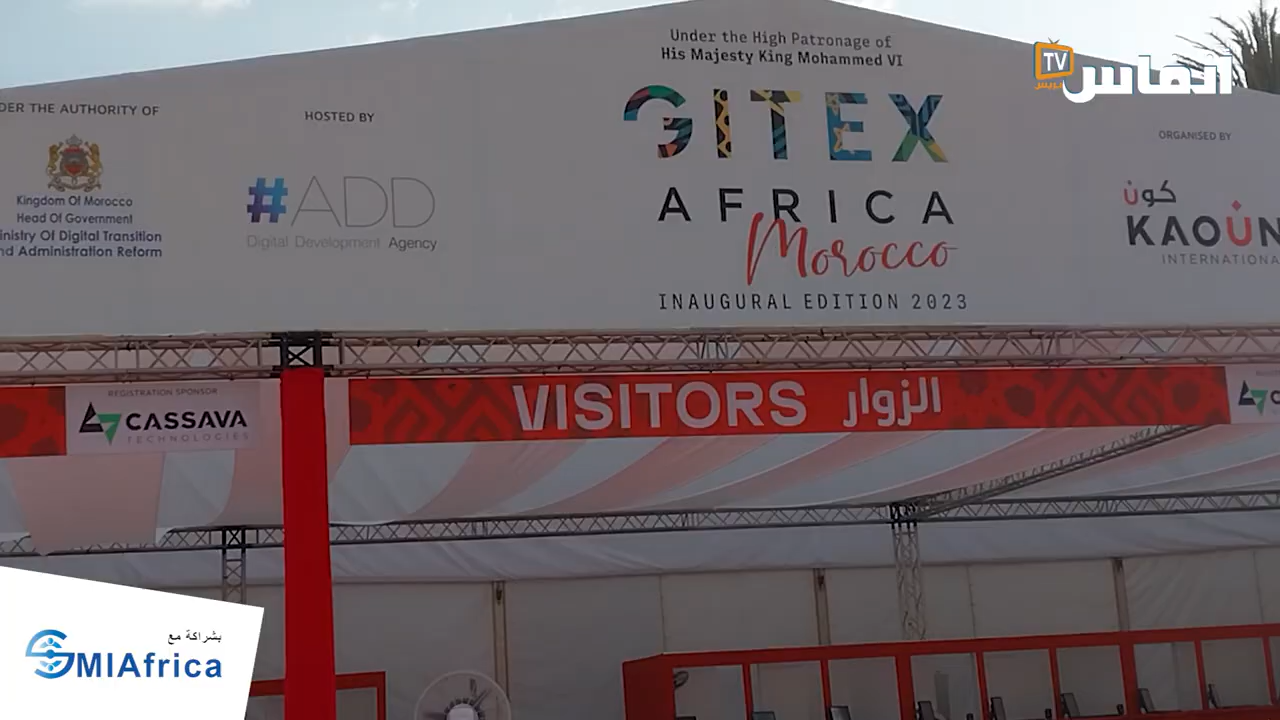 Under the High Patronage of
His Majesty King Mohammed VI
TV
بريس
أنفاس
DER THE AUTHORITY OF
HOSTED BY
GITEX
ORGANISED BY
Kingdom Of Morocco
Head Of Government
inistry Of Digital Transition
nd Administration Reform
#ADD
Digital Development Agency
AFRICA
Morocco
INAUGURAL EDITION 2023
كون
KAOUN
INTERNATIONA
REGISTRATION SPONSOR
CASSAVA
TECHNOLOGIES
VISITORS الزوار
بشراكة مع
SMIAfrica